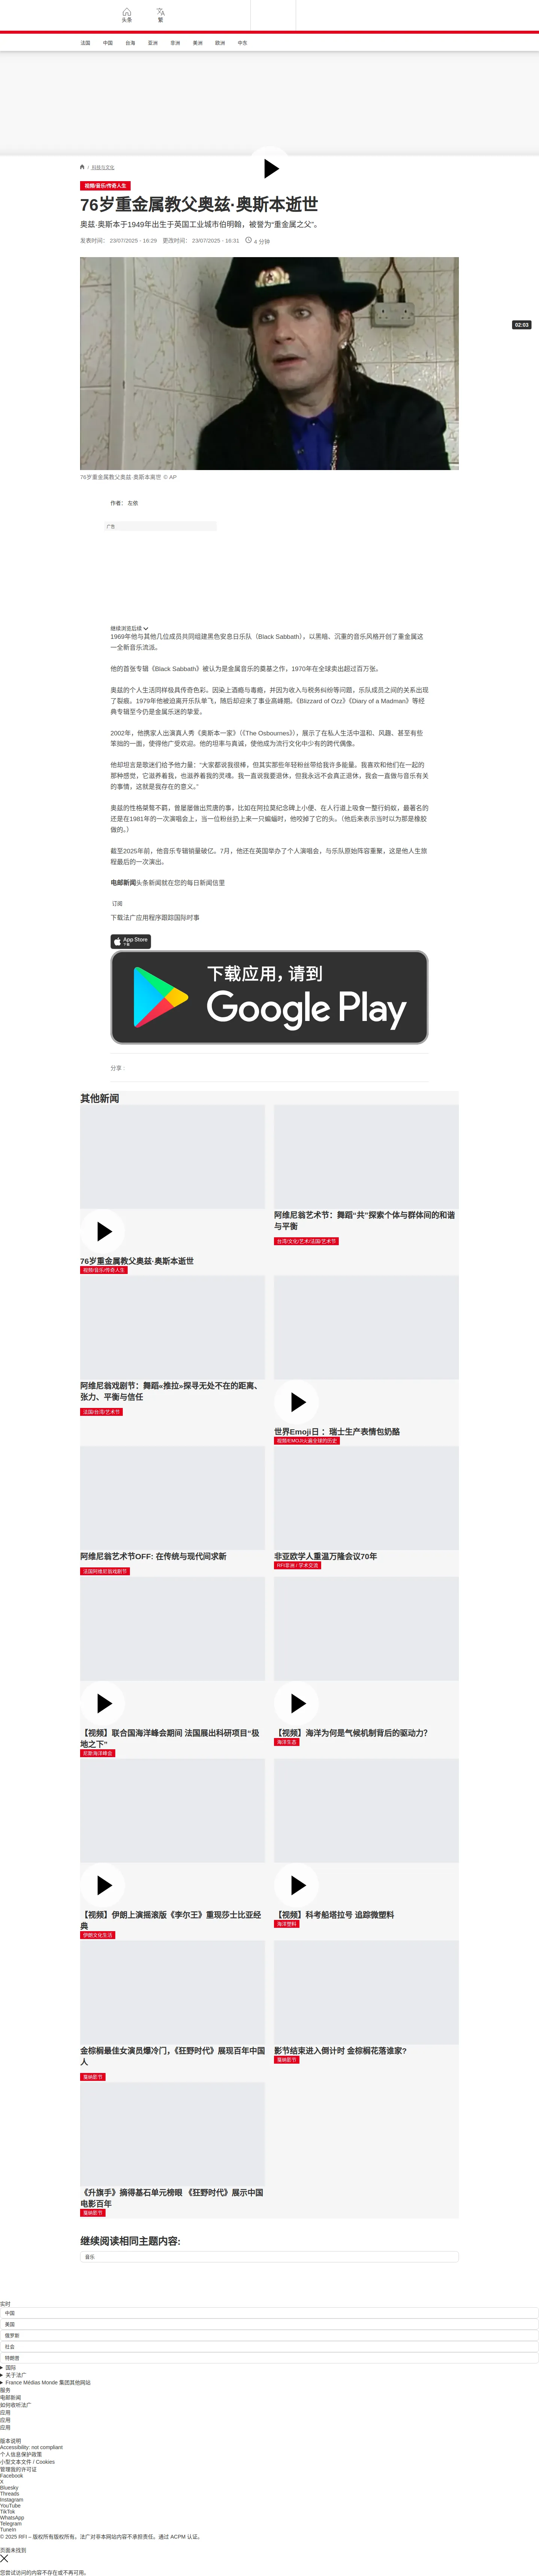 头条
繁
法国
中国
台海
亚洲
非洲
美洲
欧洲
中东
/ 科技与文化
视频/音乐/传奇人生
76岁重金属教父奥兹·奥斯本逝世
奥兹·奥斯本于1949年出生于英国工业城市伯明翰，被誉为“重金属之父”。
发表时间： 23/07/2025 - 16:29 更改时间： 23/07/2025 - 16:31 4 分钟
02:03
76岁重金属教父奥兹·奥斯本离世 © AP
作者： 左依
广告
继续浏览后续
1969年他与其他几位成员共同组建黑色安息日乐队（Black Sabbath），以黑暗、沉重的音乐风格开创了重金属这
一全新音乐流派。
他的首张专辑《Black Sabbath》被认为是金属音乐的奠基之作，1970年在全球卖出超过百万张。
奥兹的个人生活同样极具传奇色彩。因染上酒瘾与毒瘾，并因为收入与税务纠纷等问题，乐队成员之间的关系出现
了裂痕。1979年他被迫离开乐队单飞，随后却迎来了事业高峰期。《Blizzard of Ozz》《Diary of a Madman》等经
典专辑至今仍是金属乐迷的挚爱。
2002年，他携家人出演真人秀《奥斯本一家》（《The Osbournes》），展示了在私人生活中温和、风趣、甚至有些
笨拙的一面，使得他广受欢迎。他的坦率与真诚，使他成为流行文化中少有的跨代偶像。
他却坦言是歌迷们给予他力量：“大家都说我很棒，但其实那些年轻粉丝带给我许多能量。我喜欢和他们在一起的
那种感觉，它滋养着我，也滋养着我的灵魂。我一直说我要退休，但我永远不会真正退休，我会一直做与音乐有关
的事情，这就是我存在的意义。”
奥兹的性格桀骜不羁，曾屡屡做出荒唐的事，比如在阿拉莫纪念碑上小便、在人行道上吸食一整行蚂蚁，最著名的
还是在1981年的一次演唱会上，当一位粉丝扔上来一只蝙蝠时，他咬掉了它的头。（他后来表示当时以为那是橡胶
做的。）
截至2025年前，他音乐专辑销量破亿。7月，他还在英国举办了个人演唱会，与乐队原始阵容重聚，这是他人生旅
程最后的一次演出。
电邮新闻头条新闻就在您的每日新闻信里
订阅
下载法广应用程序跟踪国际时事
App Store
下载
下载应用，请到
Google Play
分享 :
其他新闻
76岁重金属教父奥兹·奥斯本逝世
视频/音乐/传奇人生
阿维尼翁艺术节：舞蹈“共”探索个体与群体间的和谐
与平衡
台湾/文化/艺术/法国/艺术节
阿维尼翁戏剧节：舞蹈«推拉»探寻无处不在的距离、
张力、平衡与信任
法国/台湾/艺术节
世界Emoji日 ：瑞士生产表情包奶酪
视频/EMOJI火遍全球的历史
阿维尼翁艺术节OFF: 在传统与现代间求新
法国阿维尼翁戏剧节
非亚欧学人重温万隆会议70年
RFI非洲 / 学术交流
【视频】联合国海洋峰会期间 法国展出科研项目“极
地之下”
尼斯海洋峰会
【视频】海洋为何是气候机制背后的驱动力？
海洋生态
【视频】伊朗上演摇滚版《李尔王》重现莎士比亚经
典
伊朗文化生活
【视频】科考船塔拉号 追踪微塑料
海洋塑料
金棕榈最佳女演员爆冷门，《狂野时代》展现百年中国
人
戛纳影节
影节结束进入倒计时 金棕榈花落谁家?
戛纳影节
《升旗手》摘得基石单元榜眼 《狂野时代》展示中国
电影百年
戛纳影节
继续阅读相同主题内容:
音乐
实时
中国
美国
俄罗斯
社会
特朗普
国际
关于法广
France Médias Monde 集团其他网站
服务
电邮新闻
如何收听法广
应用
应用
应用
版本说明
Accessibility: not compliant
个人信息保护政策
小型文本文件 / Cookies
管理我的许可证
Facebook
X
Bluesky
Threads
Instagram
YouTube
TikTok
WhatsApp
Telegram
TuneIn
© 2025 RFI – 版权所有版权所有。法广对非本网站内容不承担责任。通过 ACPM 认证。
页面未找到
您尝试访问的内容不存在或不再可用。